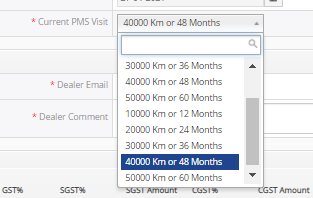 * Current PMS Visit
40000 Km or 48 Months
30000 Km or 36 Months
40000 Km or 48 Months
50000 Km or 60 Months
10000 Km or 12 Months
20000 Km or 24 Months
30000 Km or 36 Months
40000 Km or 48 Months
50000 Km or 60 Months
* Dealer Email
* Dealer Comment
GST% SGST% SGST Amount CGST% CGST Amount